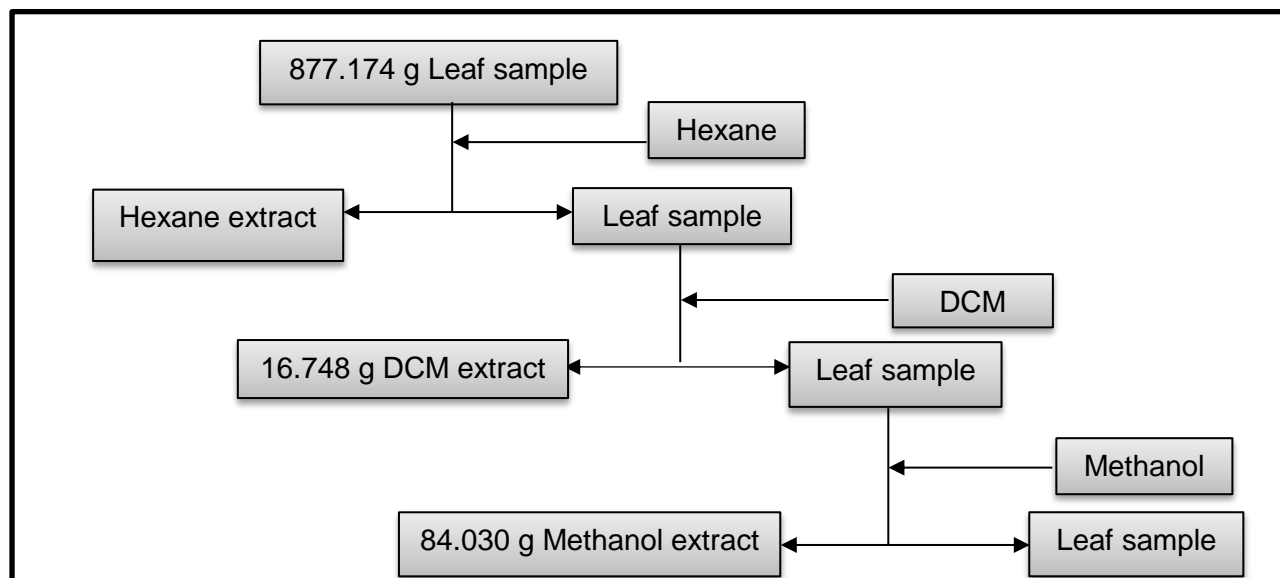 877.174 g Leaf sample
Hexane
Hexane extract
Leaf sample
DCM
16.748 g DCM extract
Leaf sample
Methanol
84.030 g Methanol extract
Leaf sample